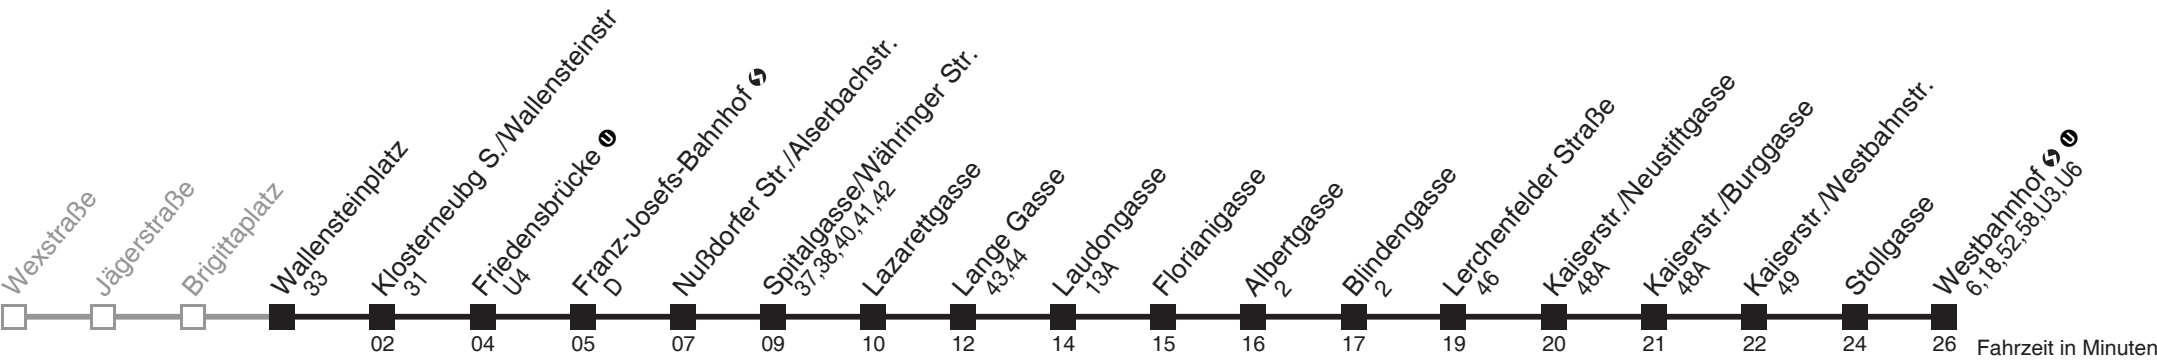 Wexstraße
Jägerstraße
Brigittaplatz
Wallensteinplatz
33
Klosterneubg S./Wallensteinstr
31
Friedensbrücke U
U4
Franz-Josefs-Bahnhof S
D
Nußdorfer Str./Alserbachstr.
Spitalgasse/Währinger Str.
37,38,40,41,42
Lazarettgasse
Lange Gasse
43,44
Laudongasse
13A
Florianigasse
Albertgasse
2
Blindengasse
2
Lerchenfelder Straße
46
Kaiserstr./Neustiftgasse
48A
Kaiserstr./Burggasse
48A
Kaiserstr./Westbahnstr.
49
Stollgasse
Westbahnhof S U
6,18,52,58,U3,U6
02 04 05 07 09 10 12 14 15 16 17 19 20 21 22 24 26 Fahrzeit in Minuten